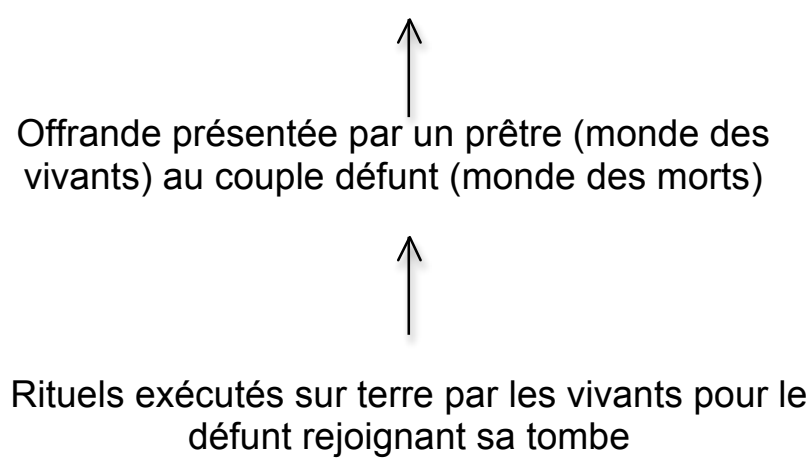 Offrande présentée par un prêtre (monde des
vivants) au couple défunt (monde des morts)
Rituels exécutés sur terre par les vivants pour le
défunt rejoignant sa tombe